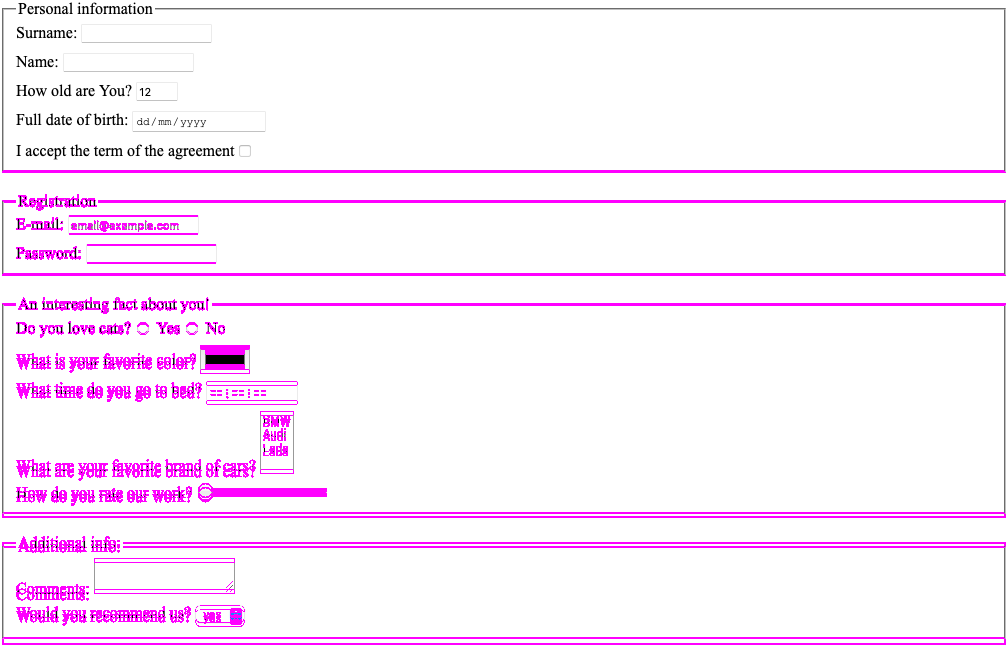 Personal information
Surname:
Name:
How old are You? 12
Full date of birth: dd/mm/yyyy
I accept the term of the agreement
Registration
E-mail: email@example.com
Password:
An interesting fact about you!
Do you love cats? Yes No
What is your favorite color?
What time do you go to bed? --:--:--
BMW
Audi
Lada
What are your favorite brand of cars?
How do you rate our work?
Additional info:
Comments:
Would you recommend us? yes